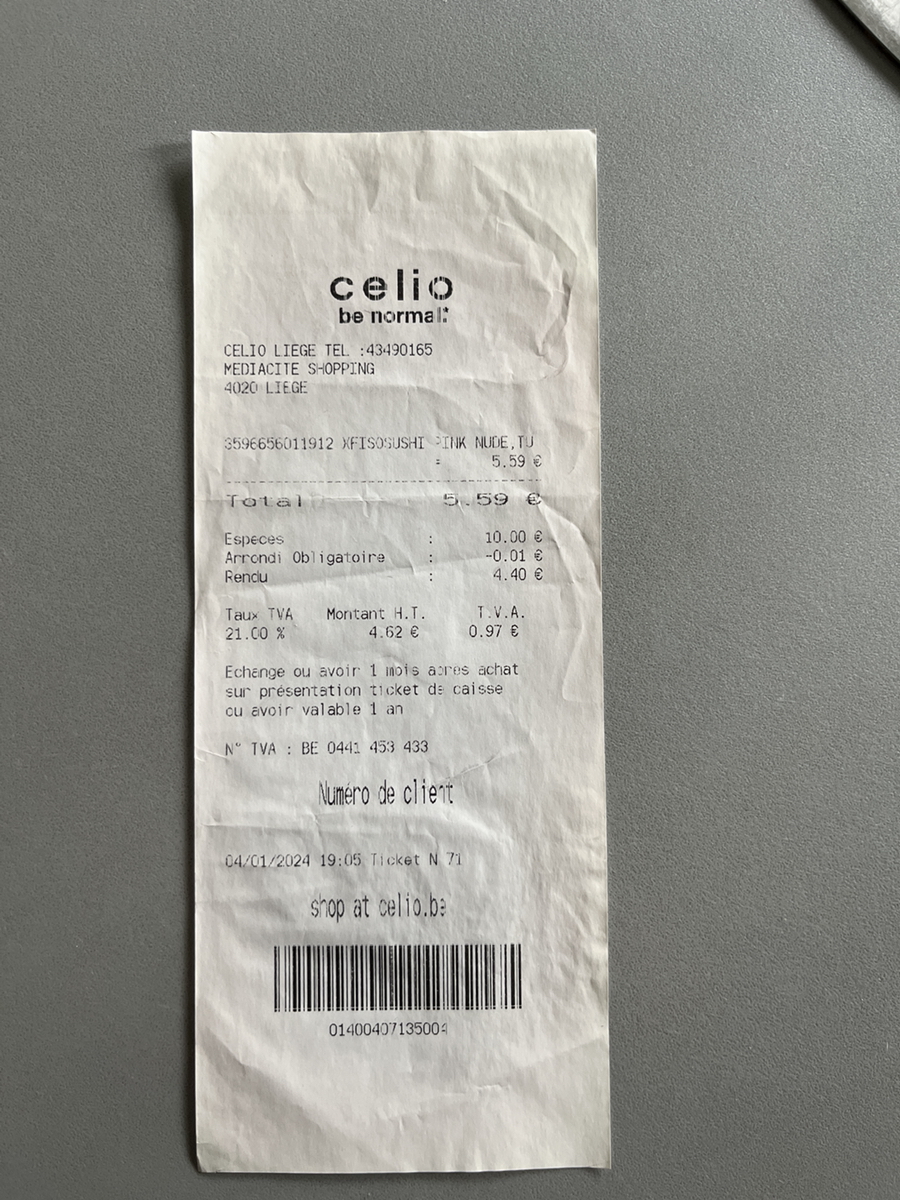 celio
be normal*
CELIO LIEGE TEL :43490165
MEDIACITE SHOPPING
4020 LIEGE
3596656011912 XFISOSUSHI PINK NUDE,TU
= 5.59 €
Total 5.59 €
Especes : 10.00 €
Arrondi Obligatoire : -0.01 €
Rendu : 4.40 €
Taux TVA Montant H.T. T.V.A.
21.00 % 4.62 € 0.97 €
Echange ou avoir 1 mois apres achat
sur présentation ticket de caisse
ou avoir valable 1 an
N° TVA : BE 0441 453 433
Numéro de client
04/01/2024 19:05 Ticket N 71
shop at celio.be
01400407135004